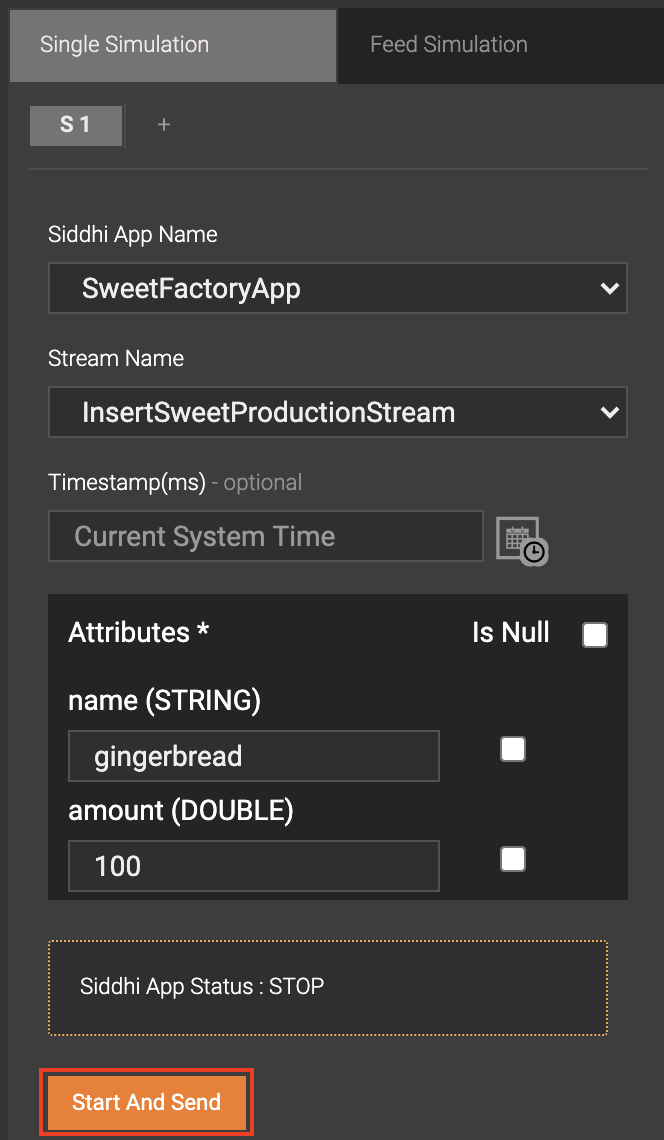 Single Simulation
Feed Simulation
S 1
+
Siddhi App Name
SweetFactoryApp
Stream Name
InsertSweetProductionStream
Timestamp(ms) - optional
Current System Time
Attributes * Is Null
name (STRING)
gingerbread
amount (DOUBLE)
100
Siddhi App Status : STOP
Start And Send